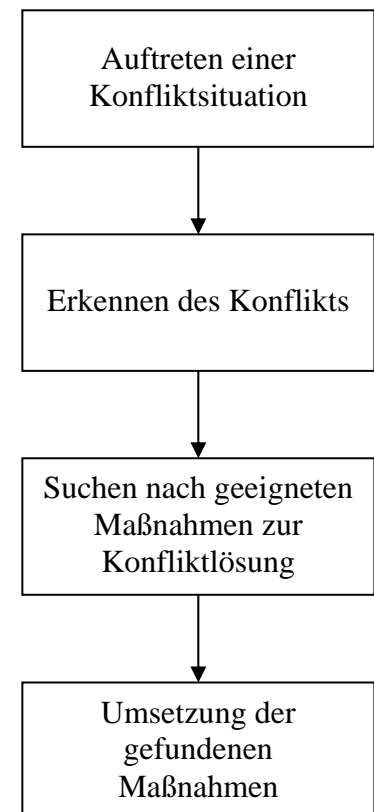 Auftreten einer
Konfliktsituation
Erkennen des Konflikts
Suchen nach geeigneten
Maßnahmen zur
Konfliktlösung
Umsetzung der
gefundenen
Maßnahmen